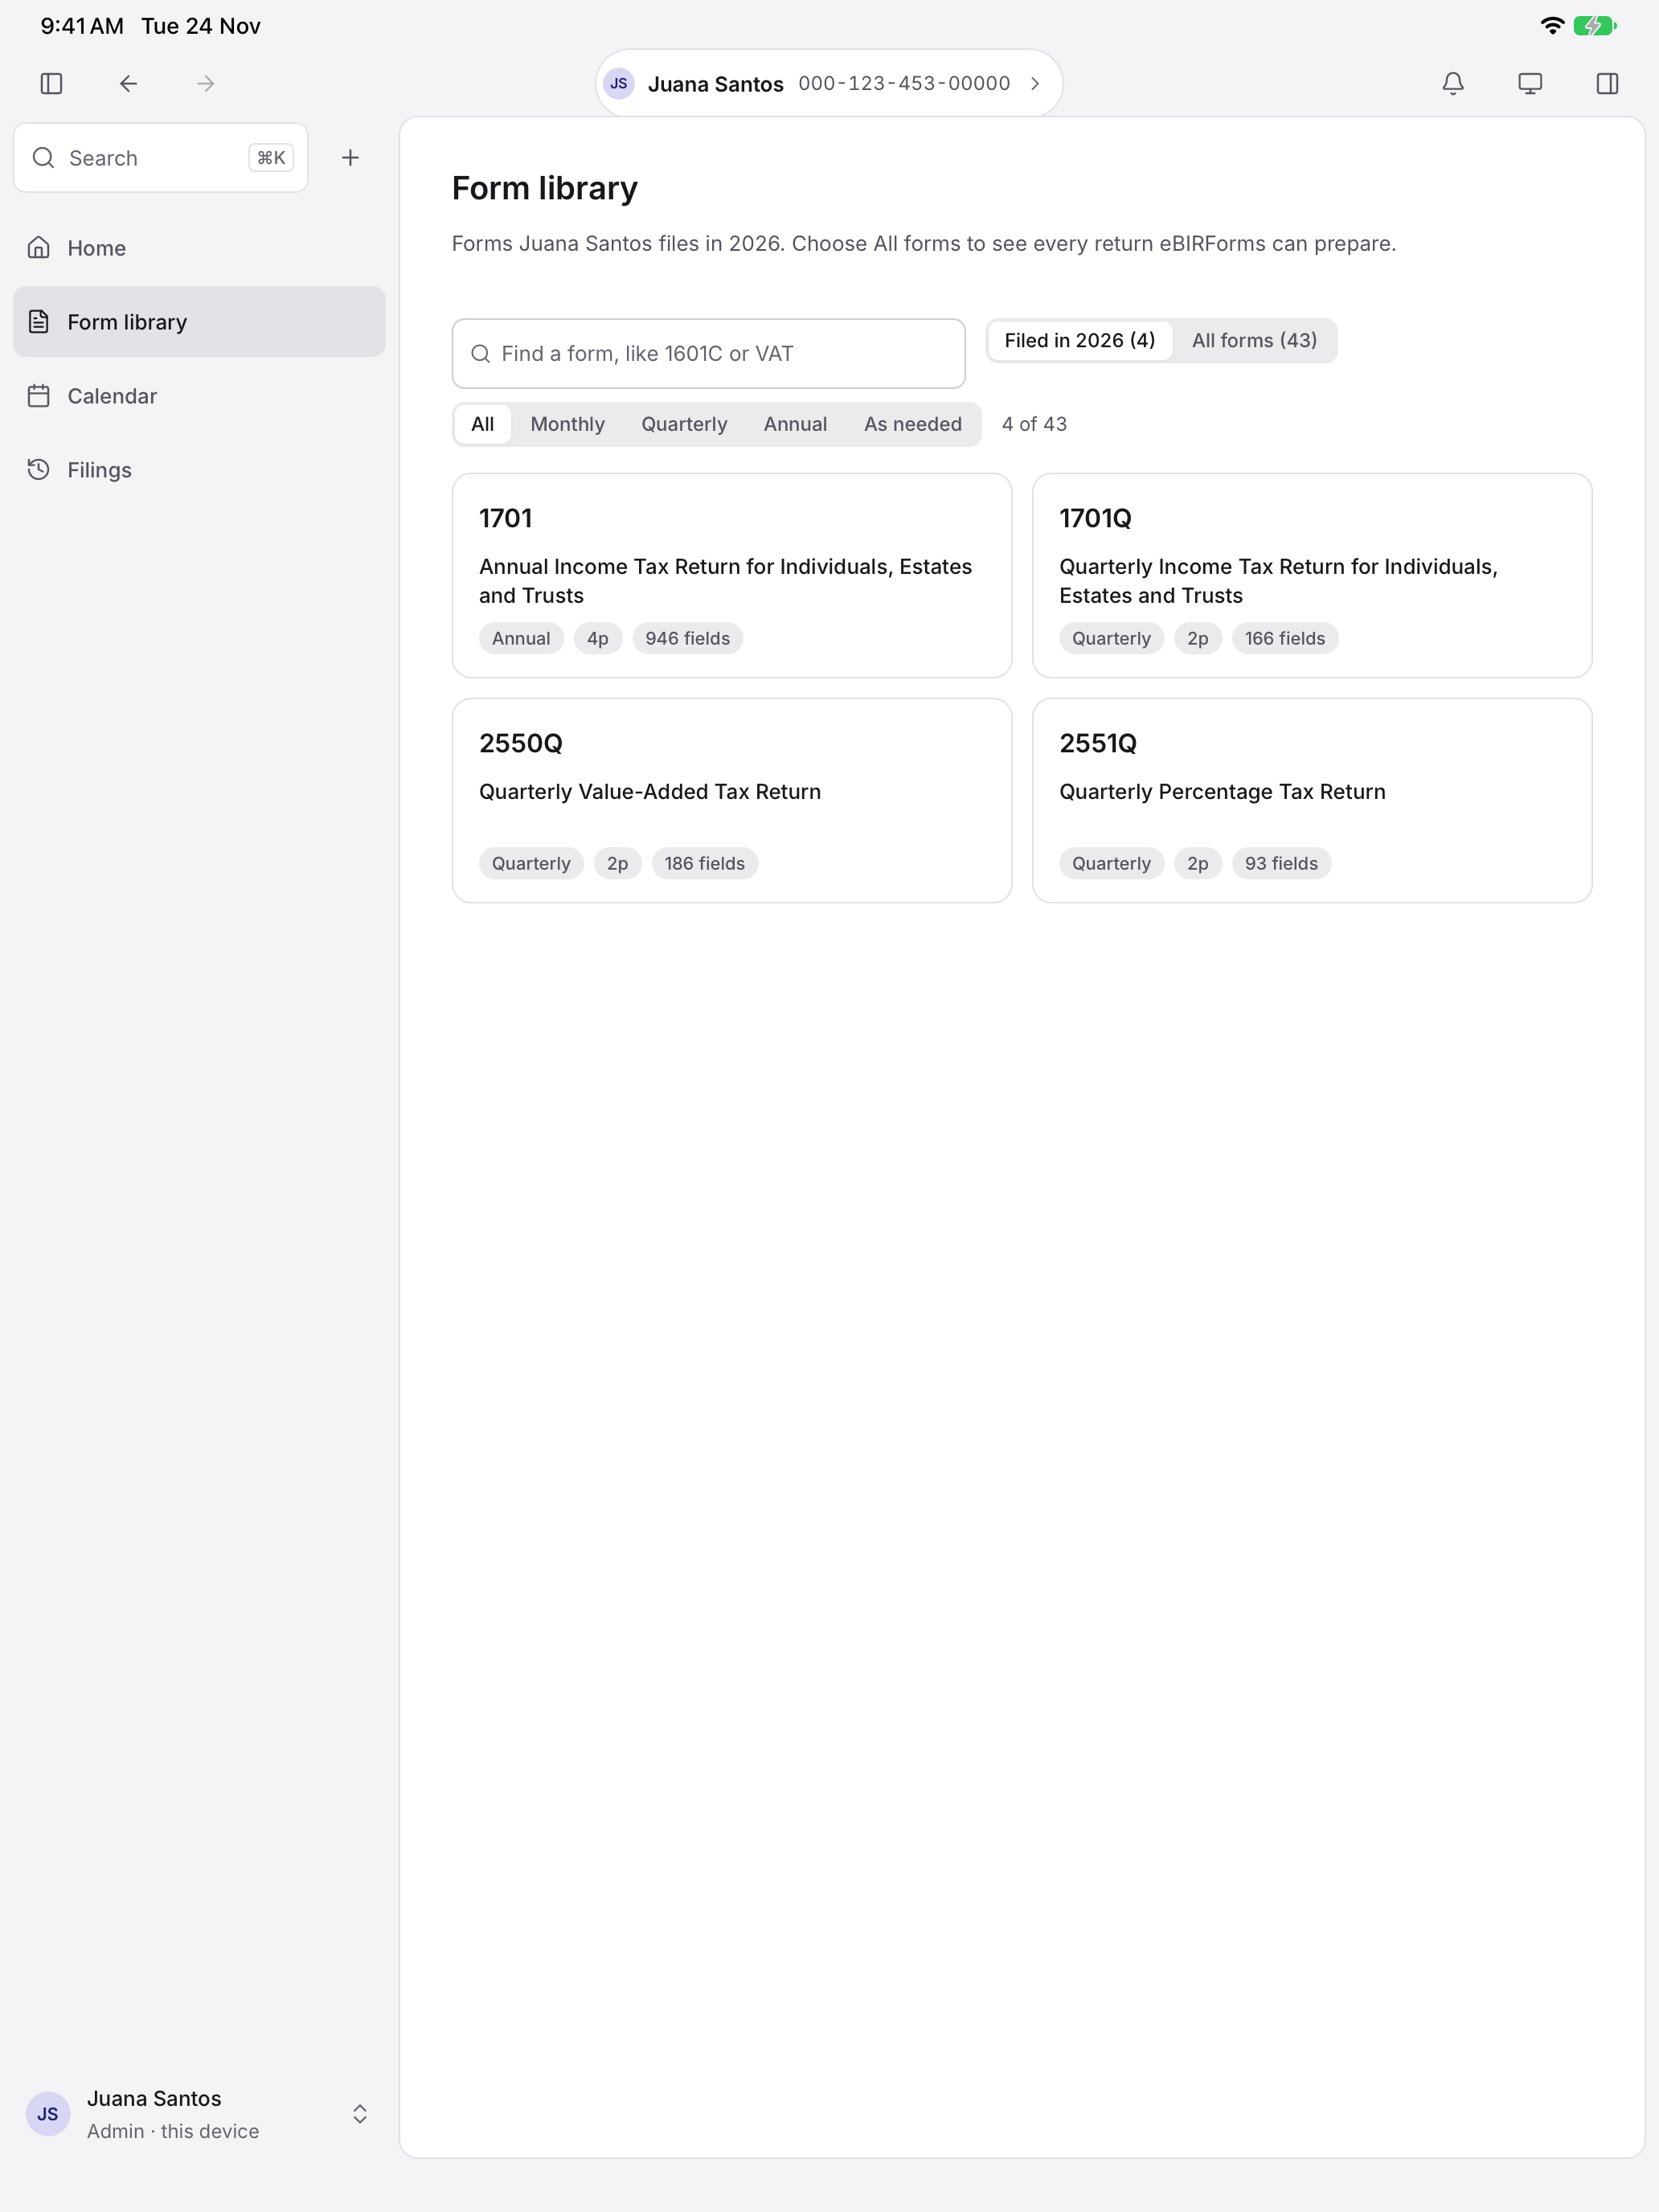 9:41 AM Tue 24 Nov
JS Juana Santos 000-123-453-00000
Search ⌘K
Home
Form library
Calendar
Filings
Form library
Forms Juana Santos files in 2026. Choose All forms to see every return eBIRForms can prepare.
Find a form, like 1601C or VAT
Filed in 2026 (4) All forms (43)
All Monthly Quarterly Annual As needed 4 of 43
1701
Annual Income Tax Return for Individuals, Estates
and Trusts
Annual 4p 946 fields
1701Q
Quarterly Income Tax Return for Individuals,
Estates and Trusts
Quarterly 2p 166 fields
2550Q
Quarterly Value-Added Tax Return
Quarterly 2p 186 fields
2551Q
Quarterly Percentage Tax Return
Quarterly 2p 93 fields
JS
Juana Santos
Admin · this device